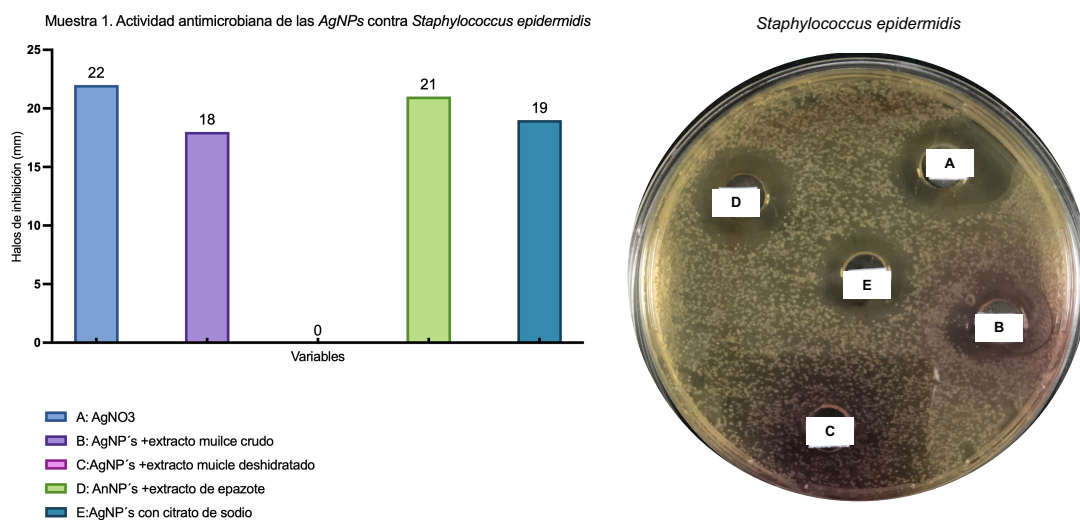 Muestra 1. Actividad antimicrobiana de las AgNPs contra Staphylococcus epidermidis
Halos de inhibición (mm)
25
20
15
10
5
0
22
18
0
21
19
Variables
A: AgNO3
B: AgNP´s +extracto muilce crudo
C:AgNP´s +extracto muicle deshidratado
D: AnNP´s +extracto de epazote
E:AgNP´s con citrato de sodio
Staphylococcus epidermidis
A
D
E
B
C